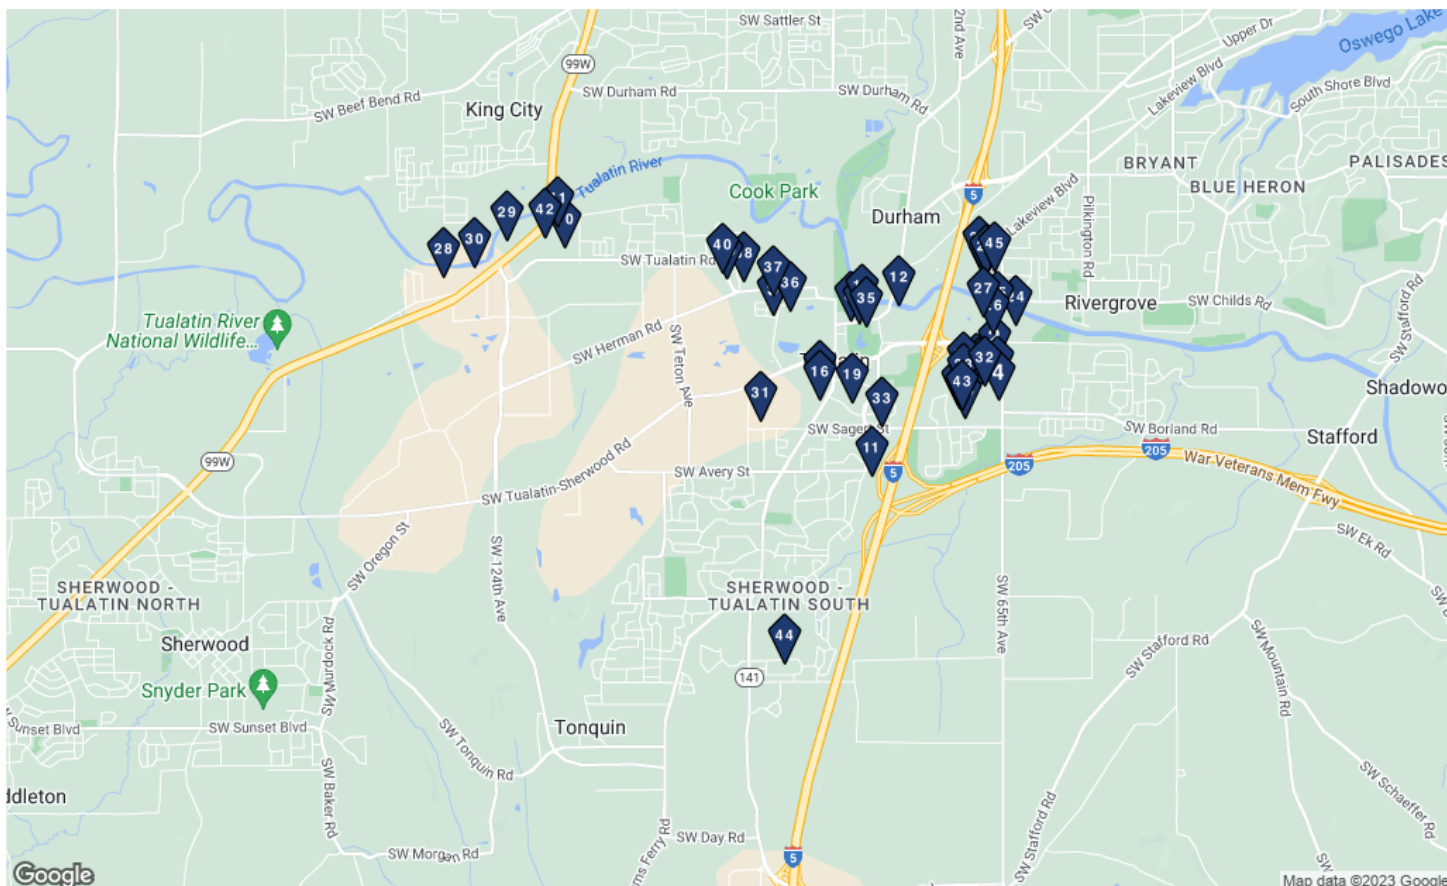 SW Sattler St
99W
SW Durham Rd
SW Durham Rd
Upper Dr
Oswego Lake
Lakeview Blvd
South Shore Blvd
SW Beef Bend Rd
King City
Tualatin River
Cook Park
BRYANT
PALISADES
BLUE HERON
5
Durham
Lakeview Blvd
Pilkington Rd
42
29
30
28
40
37
36
12
45
27
24
35
SW Tualatin Rd
Rivergrove
SW Childs Rd
SW Stafford Rd
Tualatin River
National Wildlife...
SW Herman Rd
SW Teton Ave
16
19
31
33
32
43
11
Shadowo
SW Sagert St
SW Borland Rd
Stafford
99W
SW Avery St
5
205
205
War Veterans Mem Fwy
SW Tualatin-Sherwood Rd
SW Oregon St
SW 124th Ave
SW Ek Rd
SHERWOOD -
TUALATIN NORTH
SHERWOOD -
TUALATIN SOUTH
SW 65th Ave
Sherwood
SW Murdock Rd
44
SW Stafford Rd
SW Mountain Rd
Snyder Park
141
SW Sunset Blvd
Tonquin
SW Tonquin Rd
SW Baker Rd
SW Schaeffer Rd
ddleton
SW Day Rd
SW Stafford Rd
SW Morgan Rd
5
Google
Map data ©2023 Google